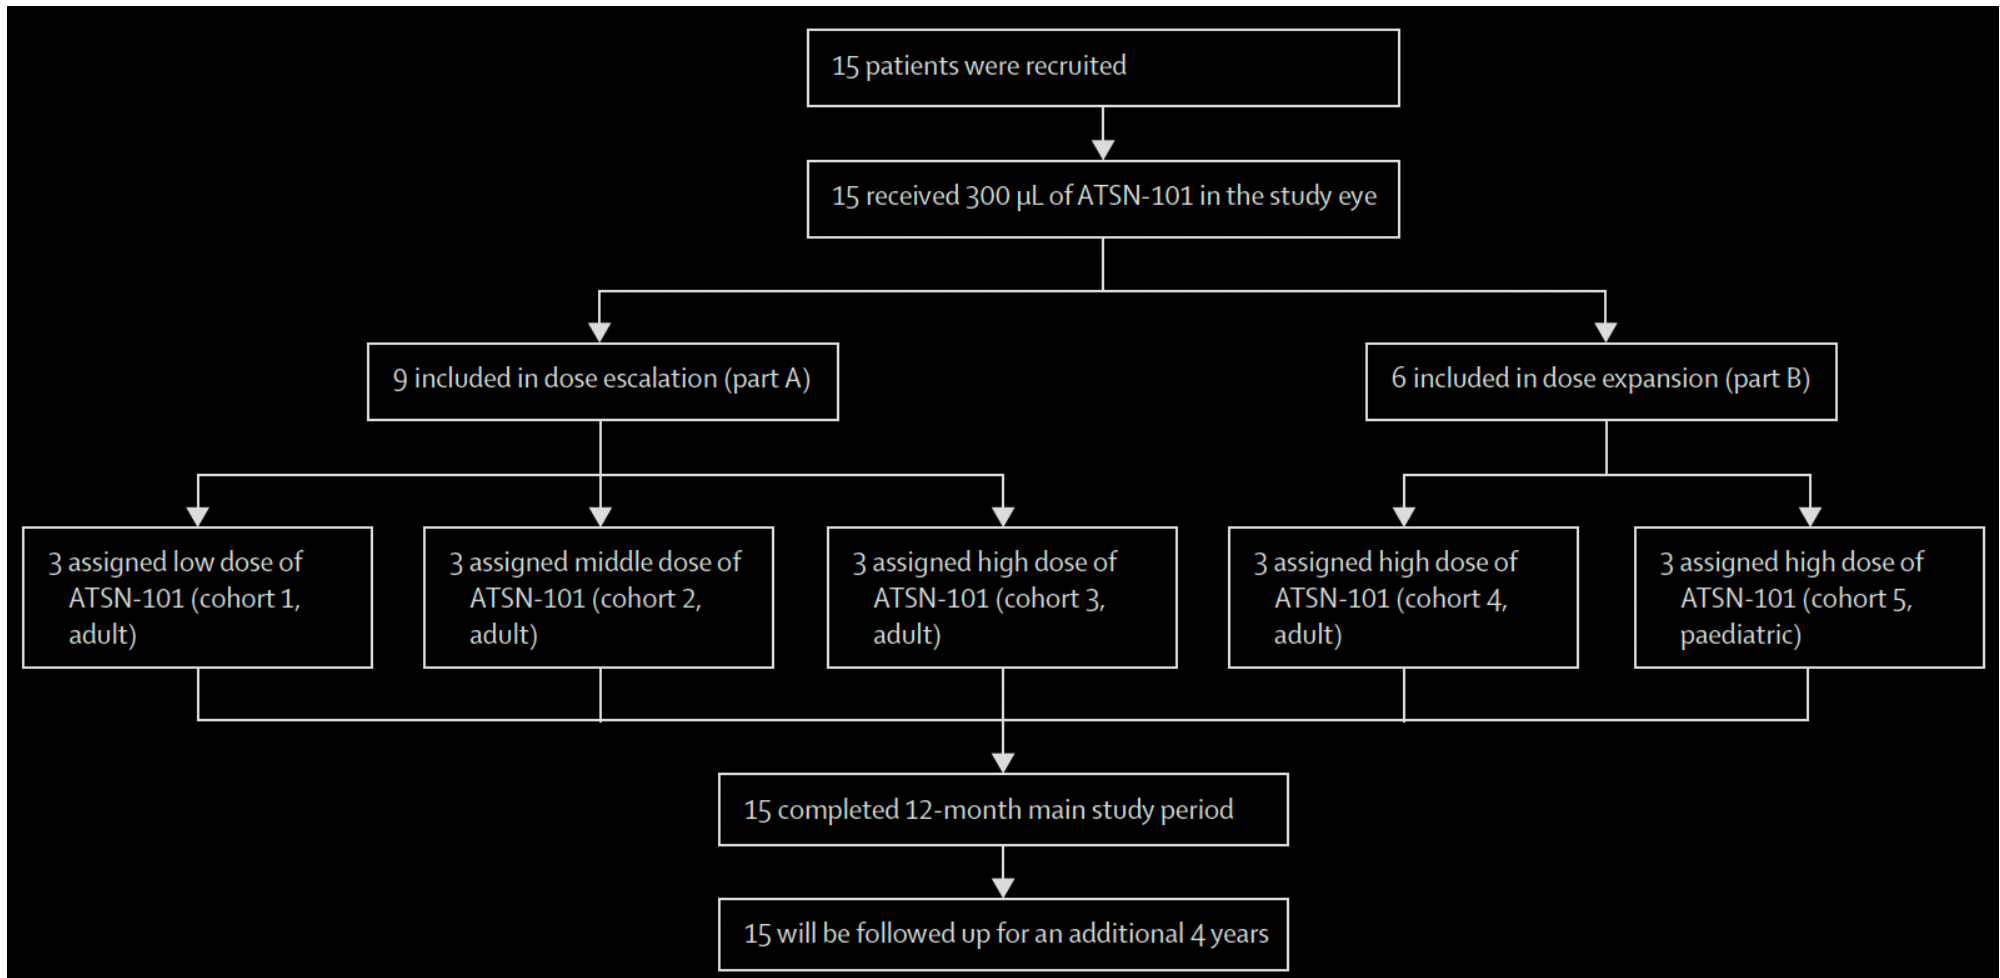 15 patients were recruited
15 received 300 µL of ATSN-101 in the study eye
9 included in dose escalation (part A)
6 included in dose expansion (part B)
3 assigned low dose of
ATSN-101 (cohort 1,
adult)
3 assigned middle dose of
ATSN-101 (cohort 2,
adult)
3 assigned high dose of
ATSN-101 (cohort 3,
adult)
3 assigned high dose of
ATSN-101 (cohort 4,
adult)
3 assigned high dose of
ATSN-101 (cohort 5,
paediatric)
15 completed 12-month main study period
15 will be followed up for an additional 4 years